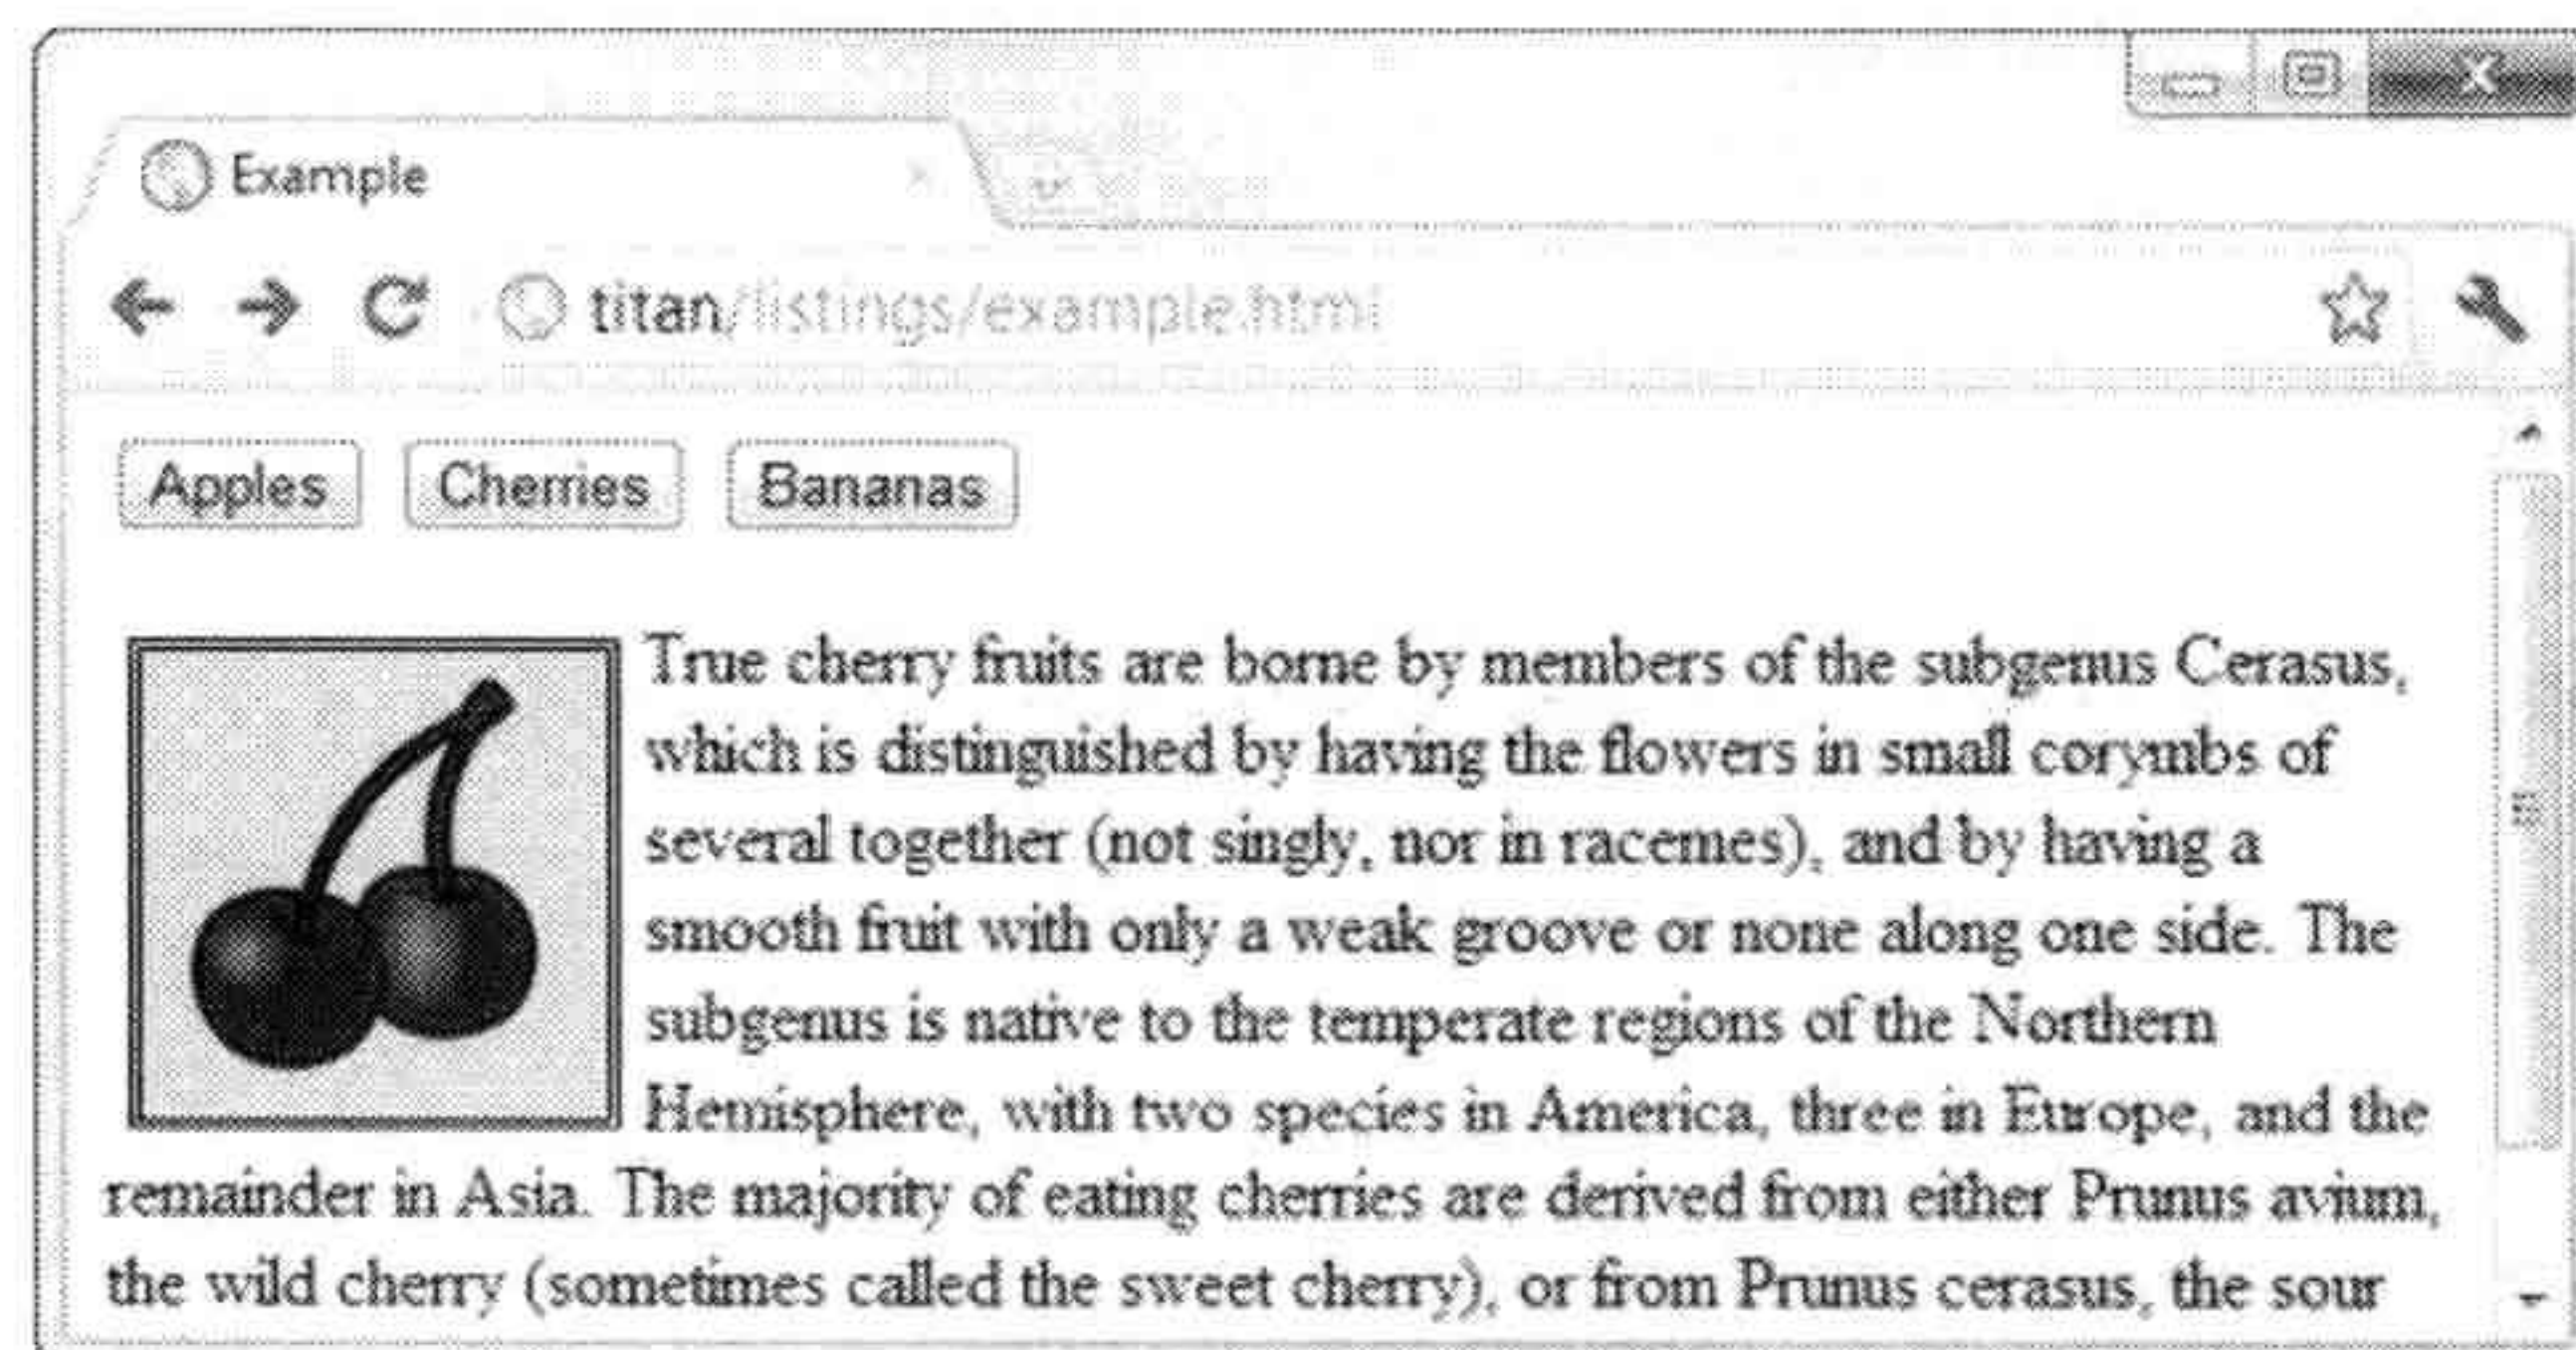 Example
titan/listings/example.html
Apples Cherries Bananas
True cherry fruits are borne by members of the subgenus Cerasus,
which is distinguished by having the flowers in small corymbs of
several together (not singly, nor in racemes), and by having a
smooth fruit with only a weak groove or none along one side. The
subgenus is native to the temperate regions of the Northern
Hemisphere, with two species in America, three in Europe, and the
remainder in Asia. The majority of eating cherries are derived from either Prunus avium,
the wild cherry (sometimes called the sweet cherry), or from Prunus cerasus, the sour